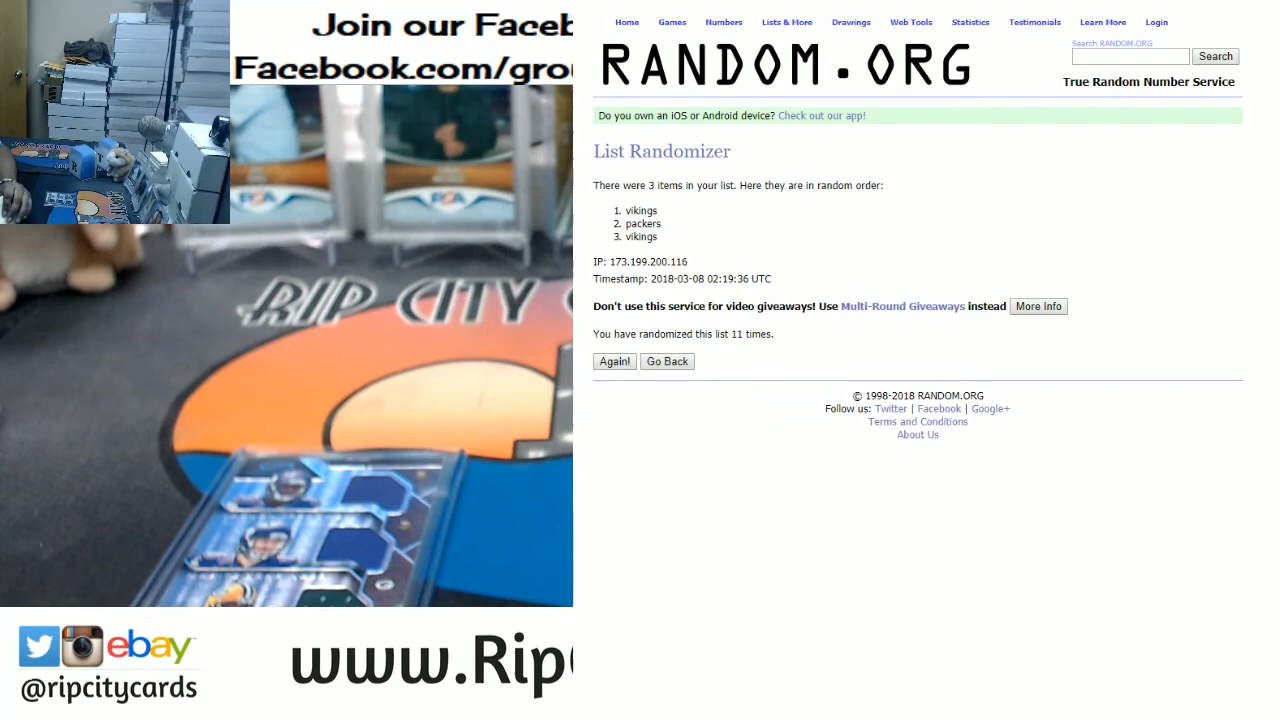 Join our Faceb
Facebook.com/grou
PSA
PSA
RIP CITY
ebay
@ripcitycards
www.Rip
Home Games Numbers Lists & More Drawings Web Tools Statistics Testimonials Learn More Login
RANDOM.ORG
Search RANDOM.ORG
Search
True Random Number Service
Do you own an iOS or Android device? Check out our app!
List Randomizer
There were 3 items in your list. Here they are in random order:
1. vikings
2. packers
3. vikings
IP: 173.199.200.116
Timestamp: 2018-03-08 02:19:36 UTC
Don't use this service for video giveaways! Use Multi-Round Giveaways instead More Info
You have randomized this list 11 times.
Again! Go Back
© 1998-2018 RANDOM.ORG
Follow us: Twitter | Facebook | Google+
Terms and Conditions
About Us